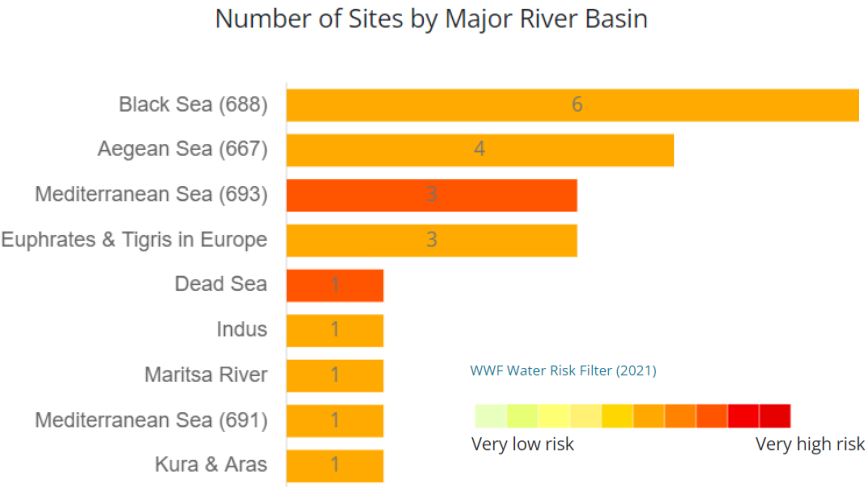 Number of Sites by Major River Basin
Black Sea (688)
6
Aegean Sea (667)
4
Mediterranean Sea (693)
3
Euphrates & Tigris in Europe
3
Dead Sea
1
Indus
1
Maritsa River
1
Mediterranean Sea (691)
1
Kura & Aras
1
WWF Water Risk Filter (2021)
Very low risk
Very high risk